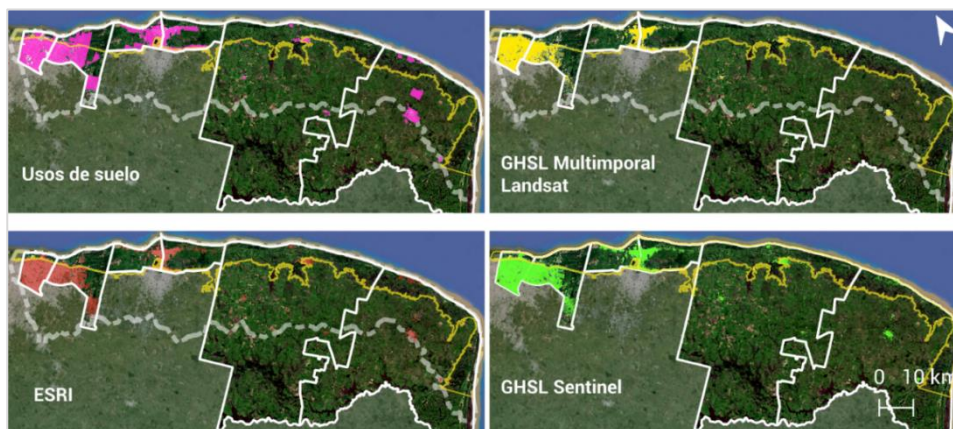 Usos de suelo
GHSL Multimporal
Landsat
ESRI
GHSL Sentinel
0 10 km